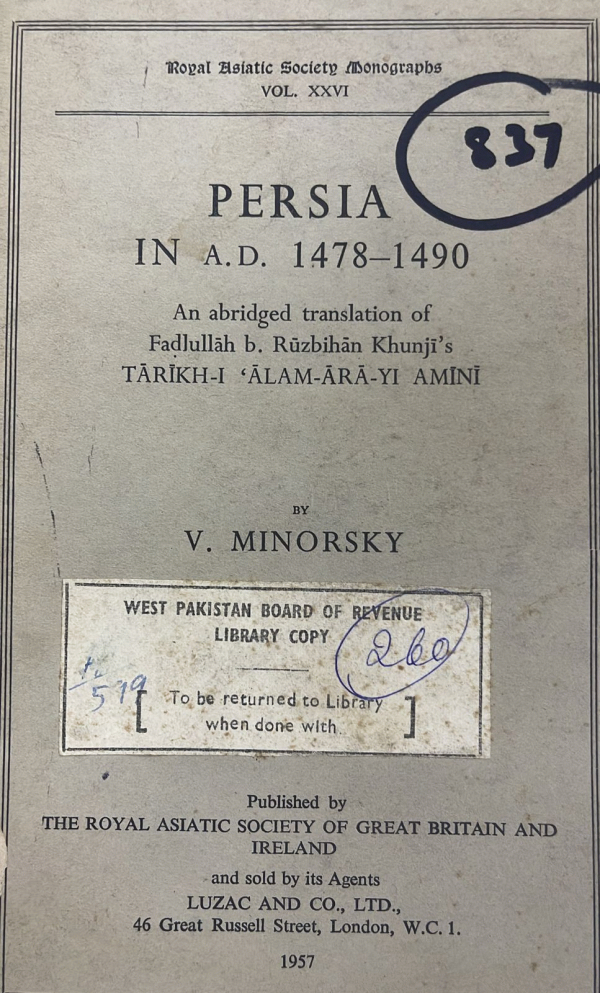 Royal Asiatic Society Monographs
VOL. XXVI
837
PERSIA
IN A.D. 1478–1490
An abridged translation of
Faḍlullāh b. Rūzbihān Khunjī's
TĀRĪKH-I ‘ĀLAM-ĀRĀ-YI AMĪNĪ
BY
V. MINORSKY
WEST PAKISTAN BOARD OF REVENUE
LIBRARY COPY
260
[ To be returned to Library ]
when done with.
Published by
THE ROYAL ASIATIC SOCIETY OF GREAT BRITAIN AND
IRELAND
and sold by its Agents
LUZAC AND CO., LTD.,
46 Great Russell Street, London, W.C. 1.
1957